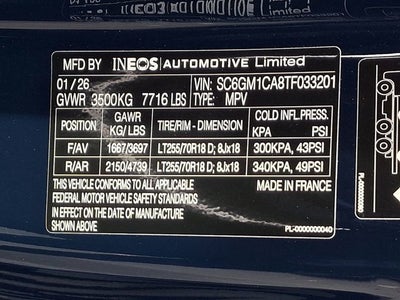 MFD BY INEOS AUTOMOTIVE Limited
01/26 VIN: SC6GM1CA8TF033201
GVWR 3500KG 7716 LBS TYPE: MPV
POSITION GAWR KG/LBS TIRE/RIM - DIMENSION COLD INFL.PRESS. KPA PSI
F/AV 1667/3699 LT255/70R18 D; 8Jx18 300KPA, 43PSI
R/AR 2150/4739 LT255/70R18 D; 8Jx18 340KPA, 49PSI
THIS VEHICLE CONFORMS TO ALL APPLICABLE MADE IN FRANCE
FEDERAL MOTOR VEHICLE SAFETY STANDARDS
IN EFFECT ON THE DATE OF MANUFACTURE
SHOWN ABOVE PL-0000000040